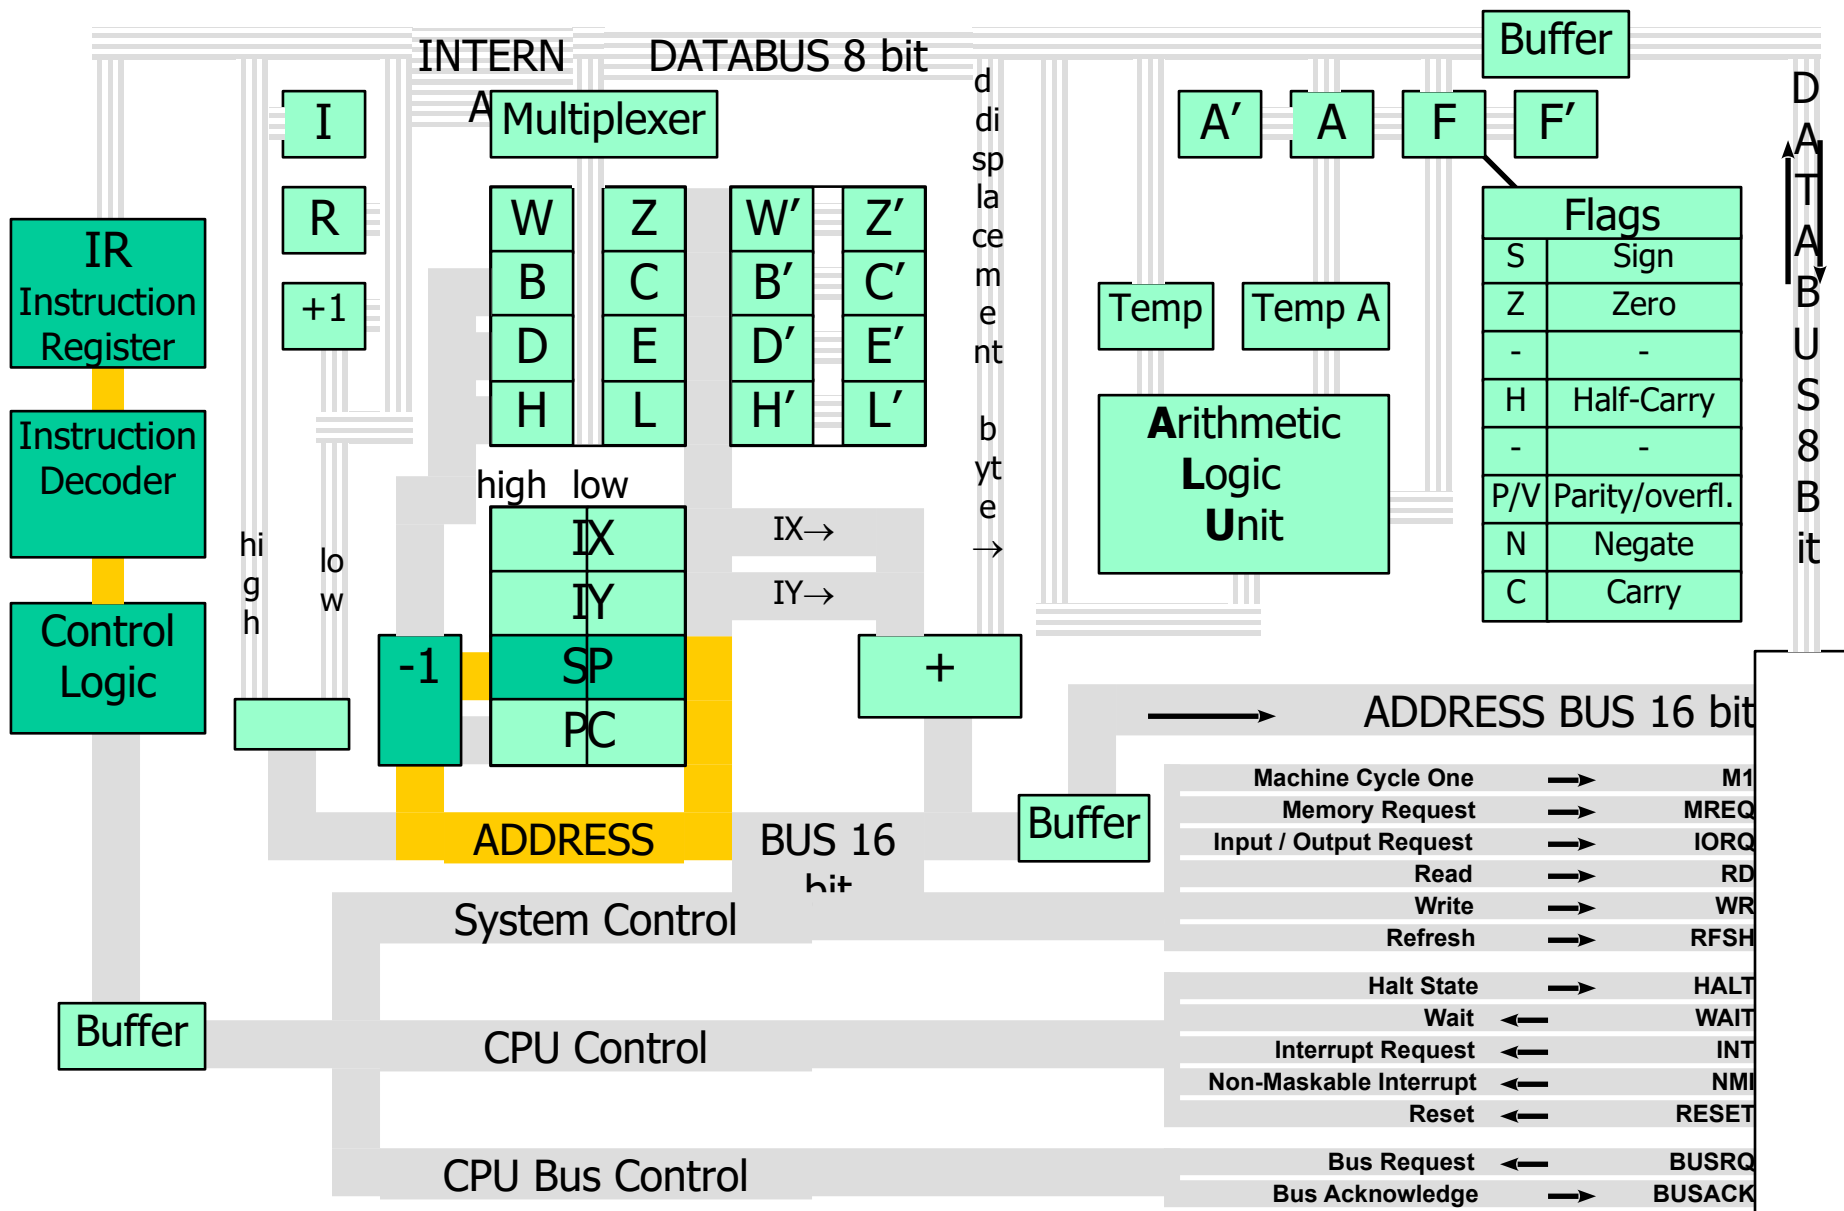 INTERN
A
DATABUS 8 bit
Buffer
I
R
+1
Multiplexer
d
di
sp
la
ce
m
e
nt
b
yt
e
→
A'
A
F
F'
D
A
T
A
B
U
S
8
B
it
IR
Instruction
Register
Instruction
Decoder
Control
Logic
W
Z
W'
Z'
B
C
B'
C'
D
E
D'
E'
H
L
H'
L'
Flags
S Sign
Z Zero
- -
H Half-Carry
- -
P/V Parity/overfl.
N Negate
C Carry
Temp
Temp A
Arithmetic
Logic
Unit
high low
hi
g
h
lo
w
IX
IY
SP
PC
IX→
IY→
-1
+
ADDRESS BUS 16 bit
Buffer
ADDRESS
BUS 16
bit
Machine Cycle One → M1
Memory Request → MREQ
Input / Output Request → IORQ
Read → RD
Write → WR
Refresh → RFSH
System Control
Halt State → HALT
Wait ← WAIT
Interrupt Request ← INT
Non-Maskable Interrupt ← NMI
Reset ← RESET
Buffer
CPU Control
CPU Bus Control
Bus Request ← BUSRQ
Bus Acknowledge → BUSACK